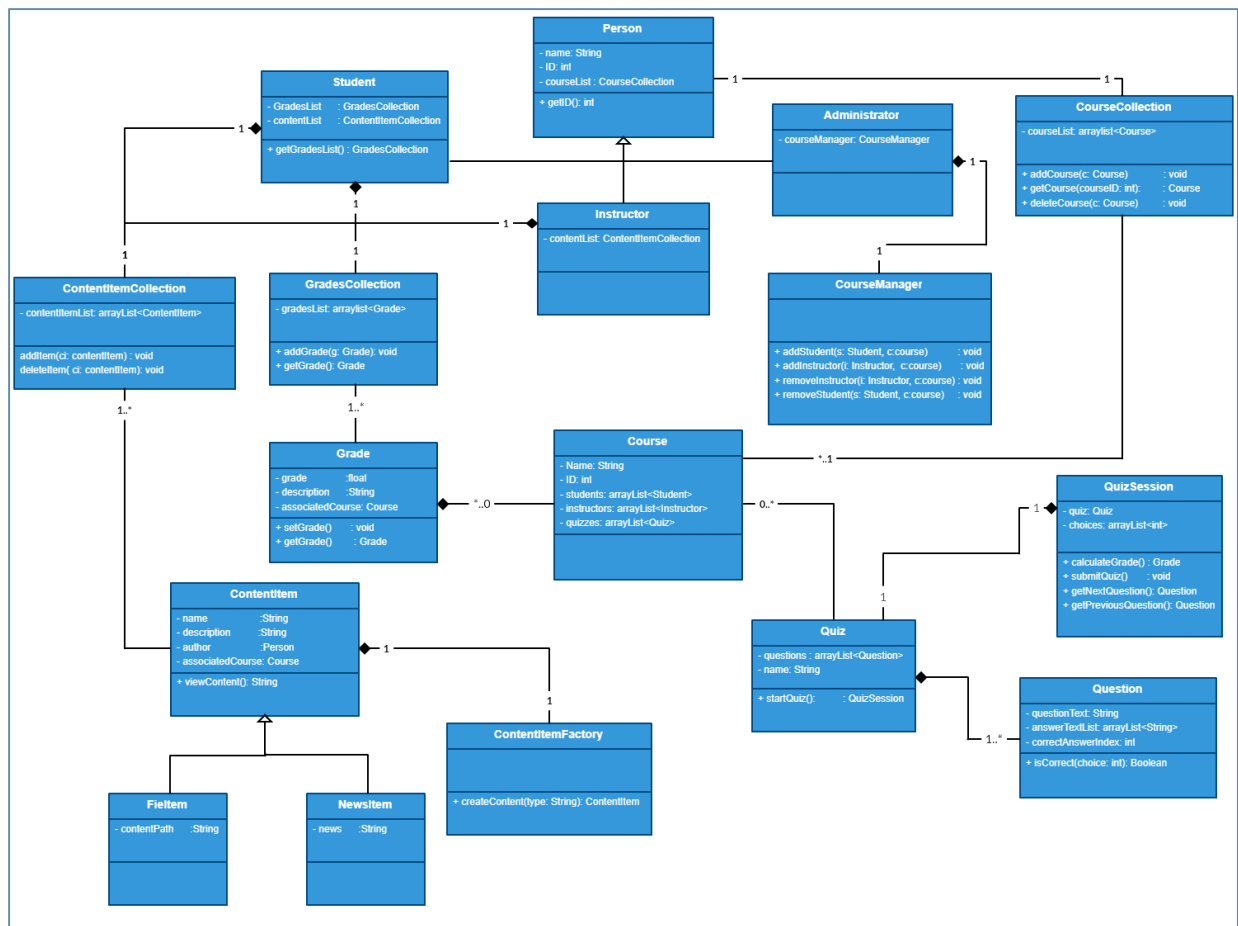 Person
- name: String
- ID: int
- courseList : CourseCollection
+ getID(): int
Student
- GradesList : GradesCollection
- contentList : ContentItemCollection
+ getGradesList() : GradesCollection
Administrator
- courseManager: CourseManager
CourseCollection
- courseList: arraylist<Course>
+ addCourse(c: Course) : void
+ getCourse(courseID: int): : Course
+ deleteCourse(c: Course) : void
1
1
1
1
1
Instructor
- contentList: ContentItemCollection
1
1
1
1
ContentItemCollection
- contentItemList: arrayList<ContentItem>
addItem(ci: contentItem) : void
deleteItem( ci: contentItem): void
GradesCollection
- gradesList: arraylist<Grade>
+ addGrade(g: Grade): void
+ getGrade(): Grade
CourseManager
+ addStudent(s: Student, c:course) : void
+ addInstructor(i: Instructor, c:course) : void
+ removeInstructor(i: Instructor, c:course) : void
+ removeStudent(s: Student, c:course) : void
1..*
1..*
Grade
- grade :float
- description :String
- associatedCourse: Course
+ setGrade() : void
+ getGrade() : Grade
*..0
Course
- Name: String
- ID: int
- students: arrayList<Student>
- instructors: arrayList<Instructor>
- quizzes: arrayList<Quiz>
*..1
0..*
QuizSession
- quiz: Quiz
- choices: arrayList<int>
+ calculateGrade() : Grade
+ submitQuiz() : void
+ getNextQuestion(): Question
+ getPreviousQuestion(): Question
1
1
ContentItem
- name :String
- description :String
- author :Person
- associatedCourse: Course
+ viewContent(): String
1
1
Quiz
- questions : arrayList<Question>
- name: String
+ startQuiz(): : QuizSession
1..*
Question
- questionText: String
- answerTextList: arrayList<String>
- correctAnswerIndex: int
+ isCorrect(choice: int): Boolean
ContentItemFactory
+ createContent(type: String): ContentItem
FieItem
- contentPath :String
NewsItem
- news :String